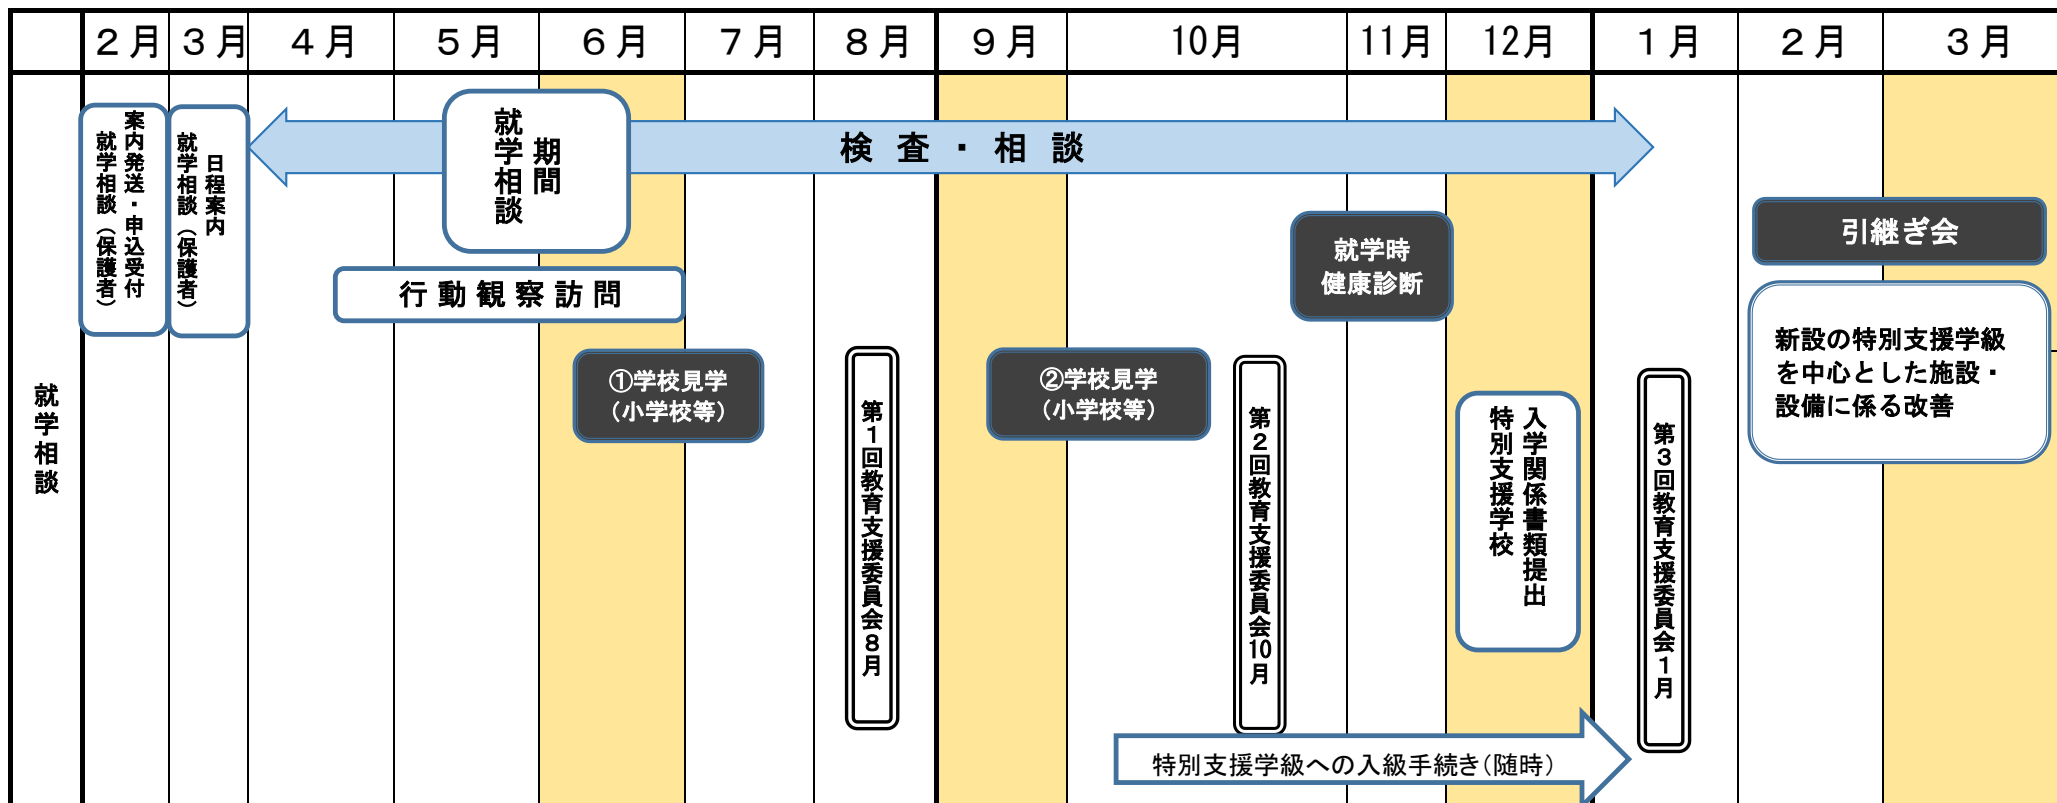 ２月
３月
４月
５月
６月
７月
８月
９月
10月
11月
12月
１月
２月
３月
就学相談
案内発送・申込受付
就学相談（保護者）
日程案内
就学相談（保護者）
検査・相談
就学相談
期間
行動観察訪問
①学校見学
（小学校等）
第１回教育支援委員会８月
②学校見学
（小学校等）
第２回教育支援委員会10月
就学時
健康診断
入学関係書類提出
特別支援学校
第３回教育支援委員会１月
引継ぎ会
新設の特別支援学級
を中心とした施設・
設備に係る改善
特別支援学級への入級手続き（随時）